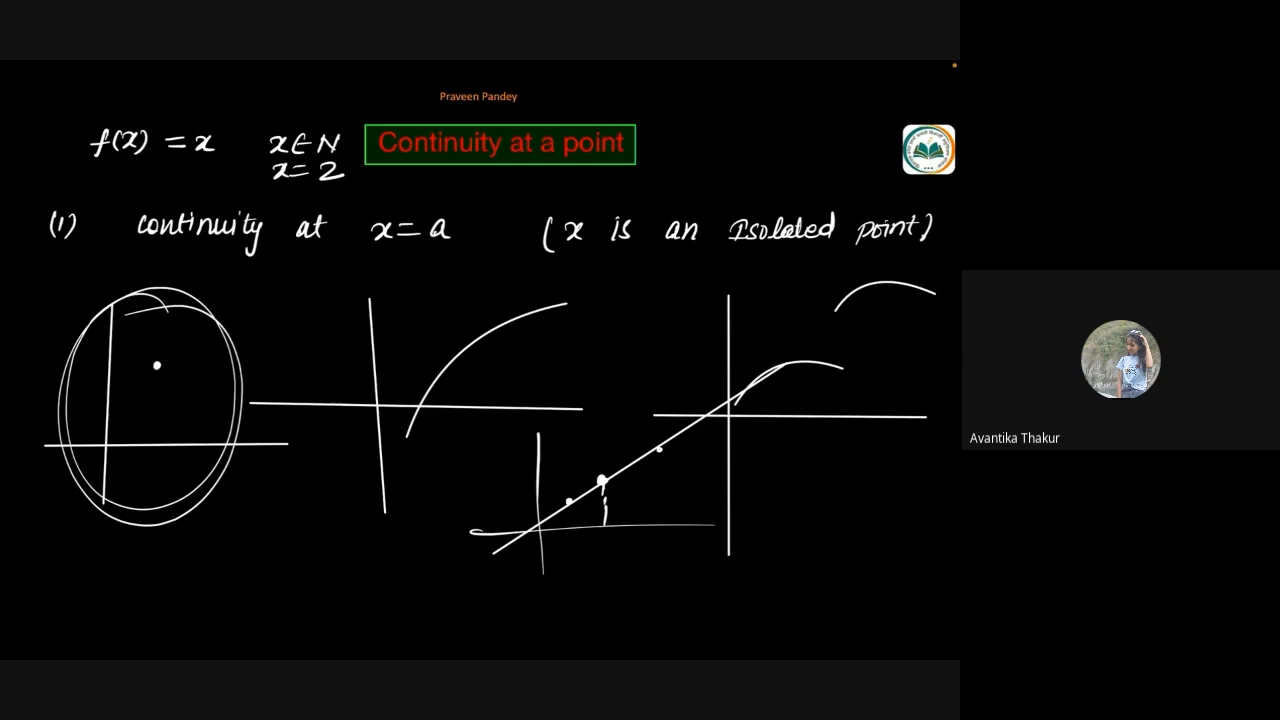 Praveen Pandey
f(x) = x x ∈ N Continuity at a point
x = 2
(1) continuity at x = a (x is an Isolated point)
Avantika Thakur